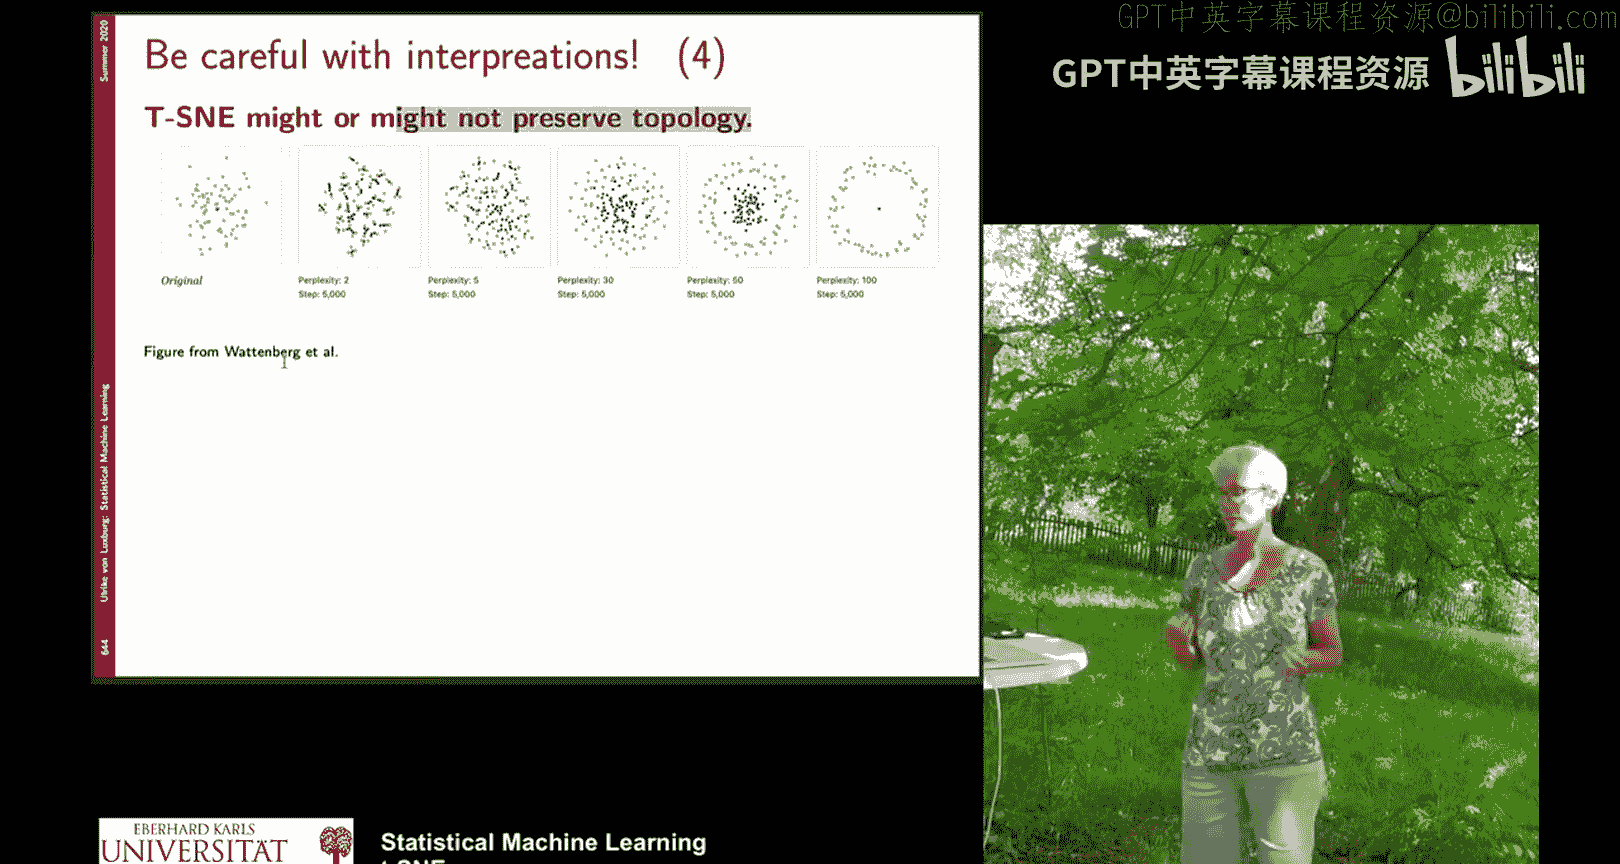 GPT中英字幕课程资源@bilibili.com
GPT中英字幕课程资源 bilibili
Summer 2020
Be careful with interpreations! (4)
T-SNE might or might not preserve topology.
Original
Perplexity: 2
Step: 5,000
Perplexity: 5
Step: 5,000
Perplexity: 30
Step: 5,000
Perplexity: 50
Step: 5,000
Perplexity: 100
Step: 5,000
Figure from Wattenberg et al.
Ulrike von Luxburg: Statistical Machine Learning
644
EBERHARD KARLS
UNIVERSITÄT
Statistical Machine Learning
t-SNE